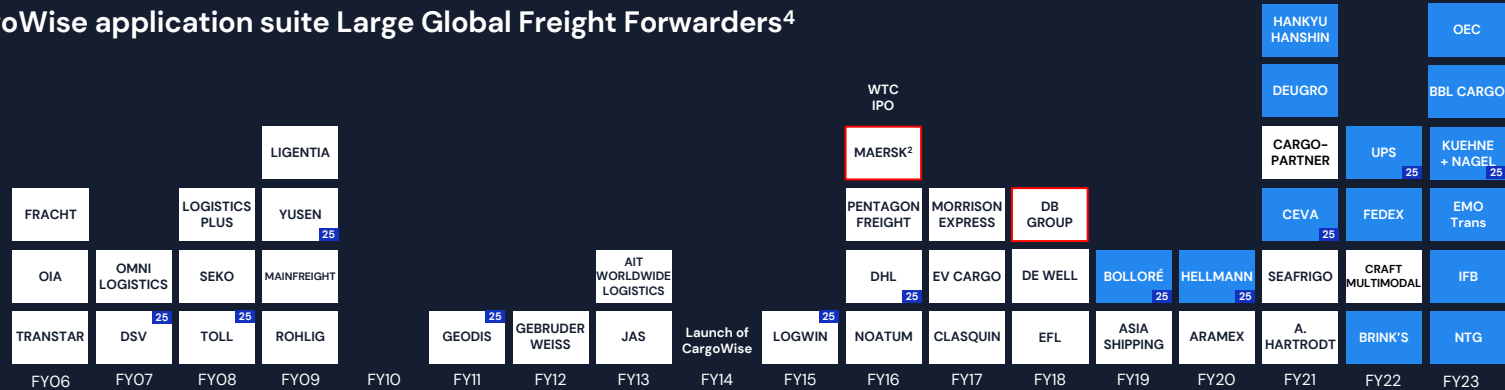 goWise application suite Large Global Freight Forwarders4
HANKYU
HANSHIN
OEC
WTC
IPO
DEUGRO
BBL CARGO
LIGENTIA
MAERSK2
CARGO-
PARTNER
UPS
25
KUEHNE
+ NAGEL
25
FRACHT
LOGISTICS
PLUS
YUSEN
25
PENTAGON
FREIGHT
MORRISON
EXPRESS
DB
GROUP
CEVA
25
FEDEX
EMO
Trans
OIA
OMNI
LOGISTICS
SEKO
MAINFREIGHT
AIT
WORLDWIDE
LOGISTICS
DHL
25
EV CARGO
DE WELL
BOLLORÉ
25
HELLMANN
25
SEAFRIGO
CRAFT
MULTIMODAL
IFB
TRANSTAR
25
DSV
25
TOLL
ROHLIG
25
GEODIS
GEBRUDER
WEISS
JAS
Launch of
CargoWise
25
LOGWIN
NOATUM
CLASQUIN
EFL
ASIA
SHIPPING
ARAMEX
A.
HARTRODT
BRINK'S
NTG
FY06 FY07 FY08 FY09 FY10 FY11 FY12 FY13 FY14 FY15 FY16 FY17 FY18 FY19 FY20 FY21 FY22 FY23